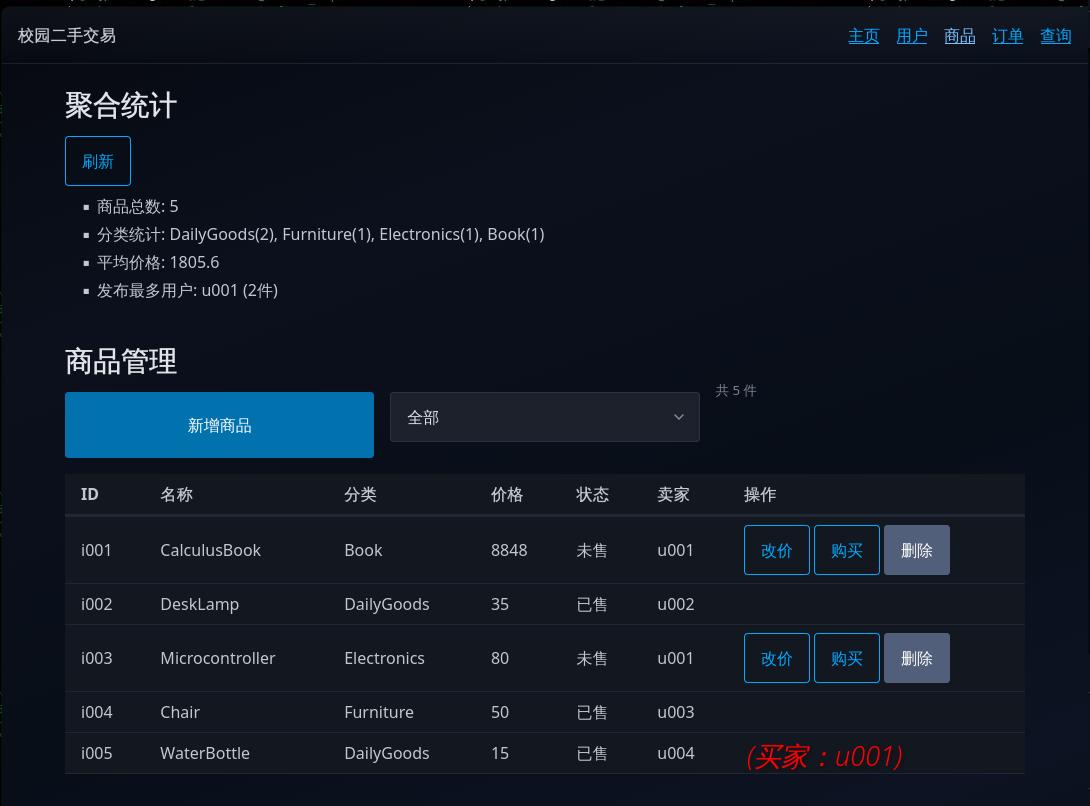 校园二手交易 主页 用户 商品 订单 查询
聚合统计
刷新
▪ 商品总数: 5
▪ 分类统计: DailyGoods(2), Furniture(1), Electronics(1), Book(1)
▪ 平均价格: 1805.6
▪ 发布最多用户: u001 (2件)
商品管理
新增商品 全部 共 5 件
ID 名称 分类 价格 状态 卖家 操作
i001 CalculusBook Book 8848 未售 u001 改价 购买 删除
i002 DeskLamp DailyGoods 35 已售 u002
i003 Microcontroller Electronics 80 未售 u001 改价 购买 删除
i004 Chair Furniture 50 已售 u003
i005 WaterBottle DailyGoods 15 已售 u004 (买家：u001)